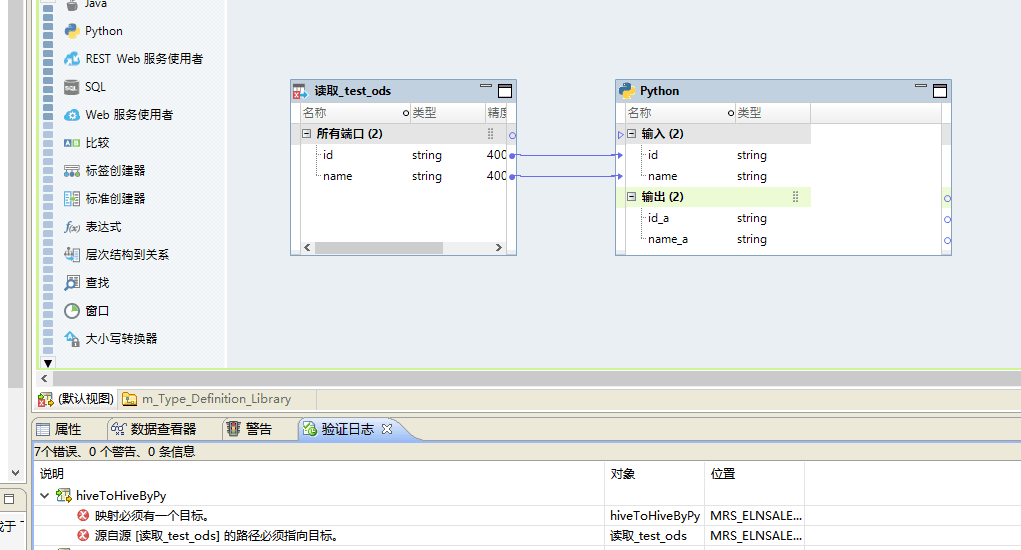 Java
Python
REST Web 服务使用者
SQL
Web 服务使用者
比较
标签创建器
标准创建器
f(x) 表达式
层次结构到关系
查找
窗口
大小写转换器
读取_test_ods
名称 类型 精度
所有端口 (2)
id string 400
name string 400
Python
名称 类型
输入 (2)
id string
name string
输出 (2)
id_a string
name_a string
(默认视图) m_Type_Definition_Library
属性 数据查看器 警告 验证日志
7个错误、0 个警告、0 条信息
说明 对象 位置
hiveToHiveByPy
映射必须有一个目标。 hiveToHiveByPy MRS_ELNSALE...
源自源 [读取_test_ods] 的路径必须指向目标。 读取_test_ods MRS_ELNSALE...